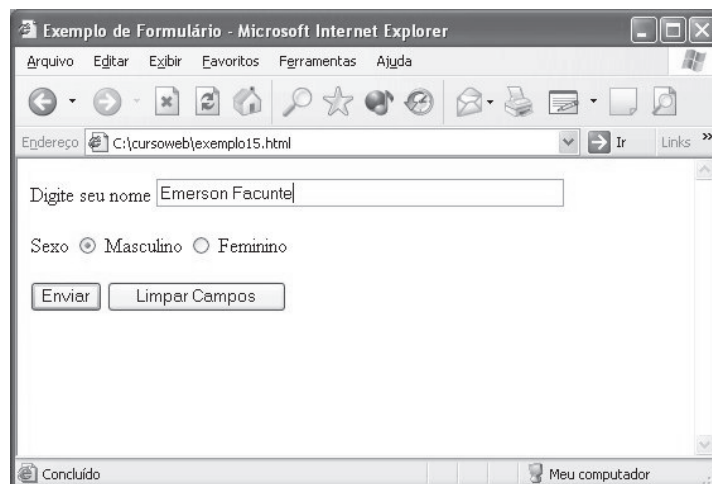 Exemplo de Formulário - Microsoft Internet Explorer
Arquivo Editar Exibir Favoritos Ferramentas Ajuda
Endereço C:\cursoweb\exemplo15.html Ir Links »
Digite seu nome Emerson Facunte
Sexo Masculino Feminino
Enviar Limpar Campos
Concluído Meu computador